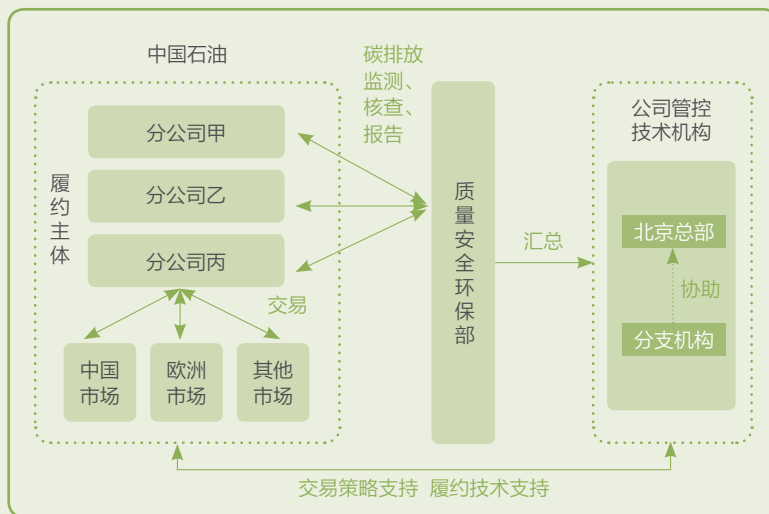 中国石油
履约主体
分公司甲
分公司乙
分公司丙
交易
中国
市场
欧洲
市场
其他
市场
碳排放
监测、
核查、
报告
质量安全环保部
汇总
公司管控
技术机构
北京总部
协助
分支机构
交易策略支持 履约技术支持